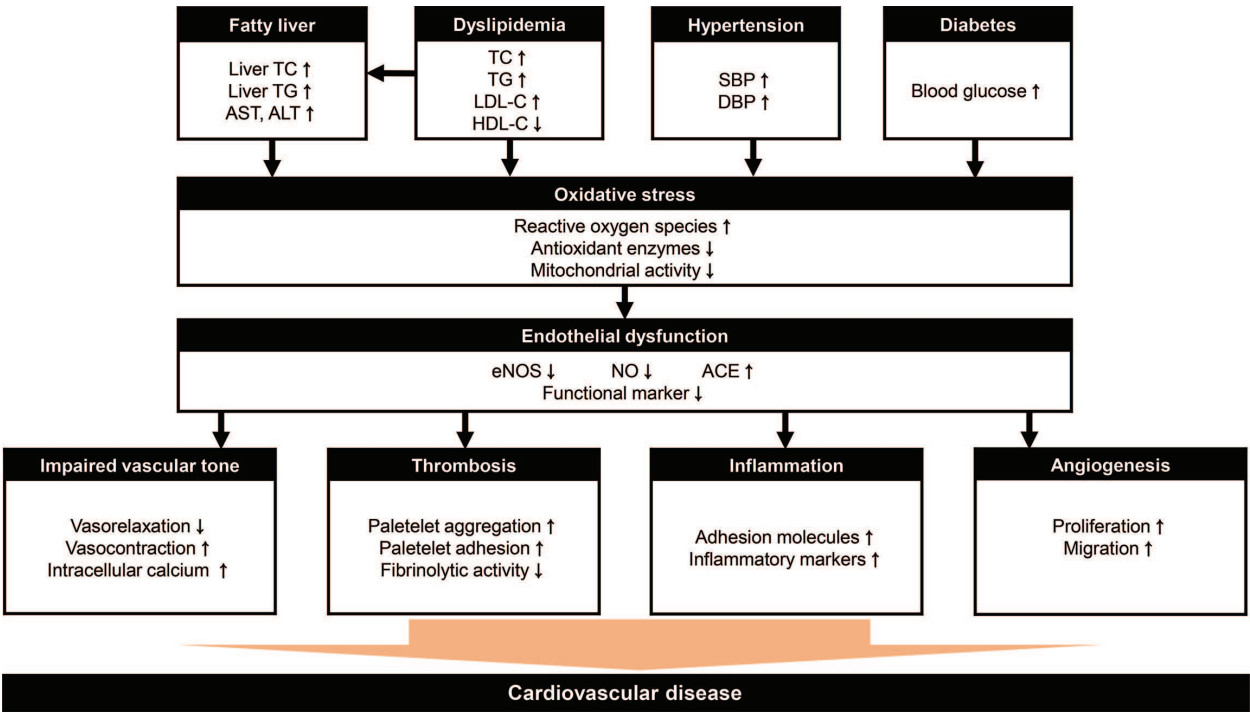 Fatty liver
Liver TC ↑
Liver TG ↑
AST, ALT ↑
Dyslipidemia
TC ↑
TG ↑
LDL-C ↑
HDL-C ↓
Hypertension
SBP ↑
DBP ↑
Diabetes
Blood glucose ↑
Oxidative stress
Reactive oxygen species ↑
Antioxidant enzymes ↓
Mitochondrial activity ↓
Endothelial dysfunction
eNOS ↓ NO ↓ ACE ↑
Functional marker ↓
Impaired vascular tone
Vasorelaxation ↓
Vasocontraction ↑
Intracellular calcium ↑
Thrombosis
Paletelet aggregation ↑
Paletelet adhesion ↑
Fibrinolytic activity ↓
Inflammation
Adhesion molecules ↑
Inflammatory markers ↑
Angiogenesis
Proliferation ↑
Migration ↑
Cardiovascular disease